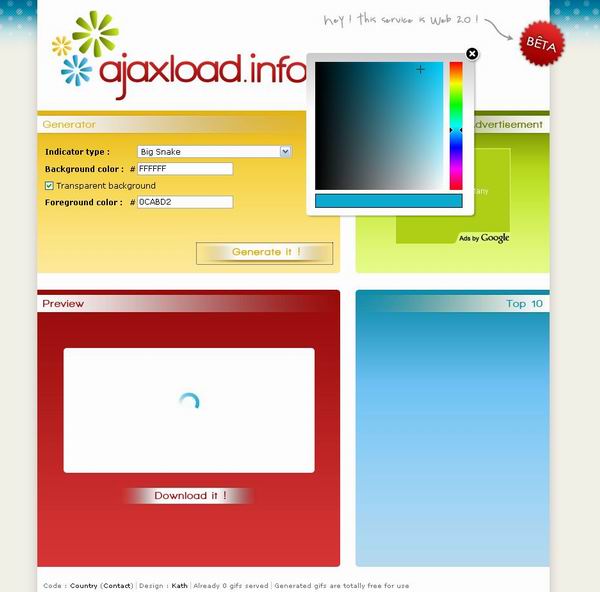 hey ! this service is Web 2.0 !
BÊTA
ajaxload.info
Generator
dvertisement
Indicator type :
Big Snake
Background color : # FFFFFF
Transparent background
Foreground color : # 0CABD2
Ads by Google
Generate it !
Preview
Top 10
Download it !
Code : Country (Contact) | Design : Kath | Already 0 gifs served | Generated gifs are totally free for use